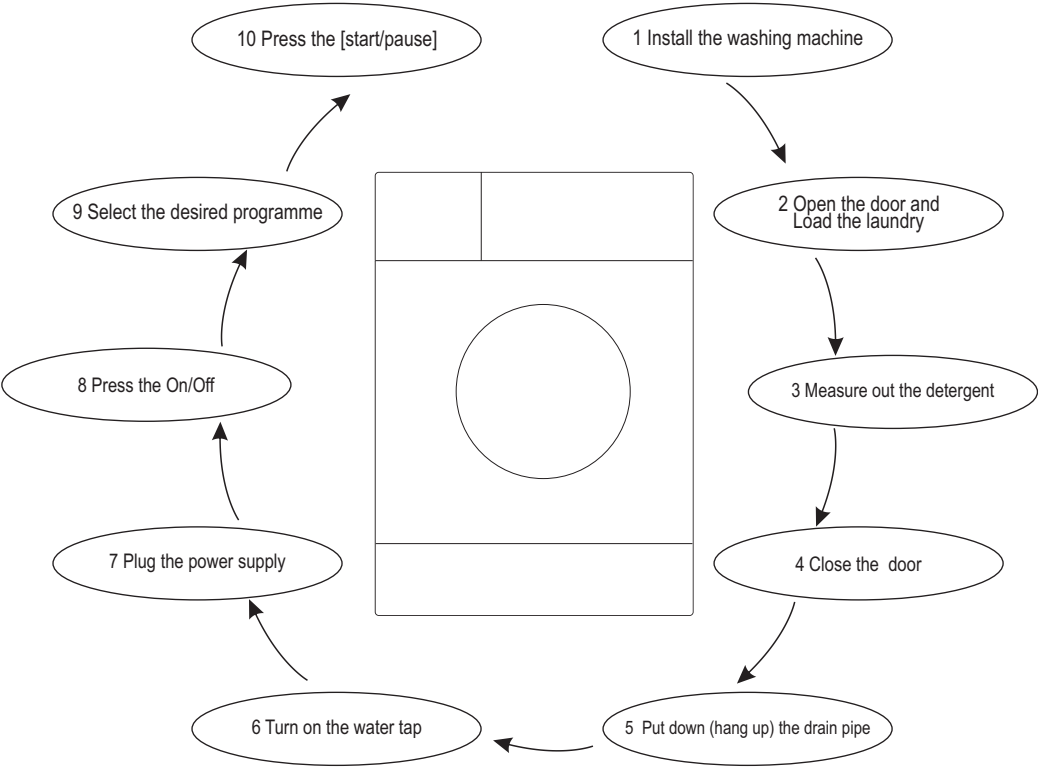 1 Install the washing machine
2 Open the door and
Load the laundry
3 Measure out the detergent
4 Close the door
5 Put down (hang up) the drain pipe
6 Turn on the water tap
7 Plug the power supply
8 Press the On/Off
9 Select the desired programme
10 Press the [start/pause]